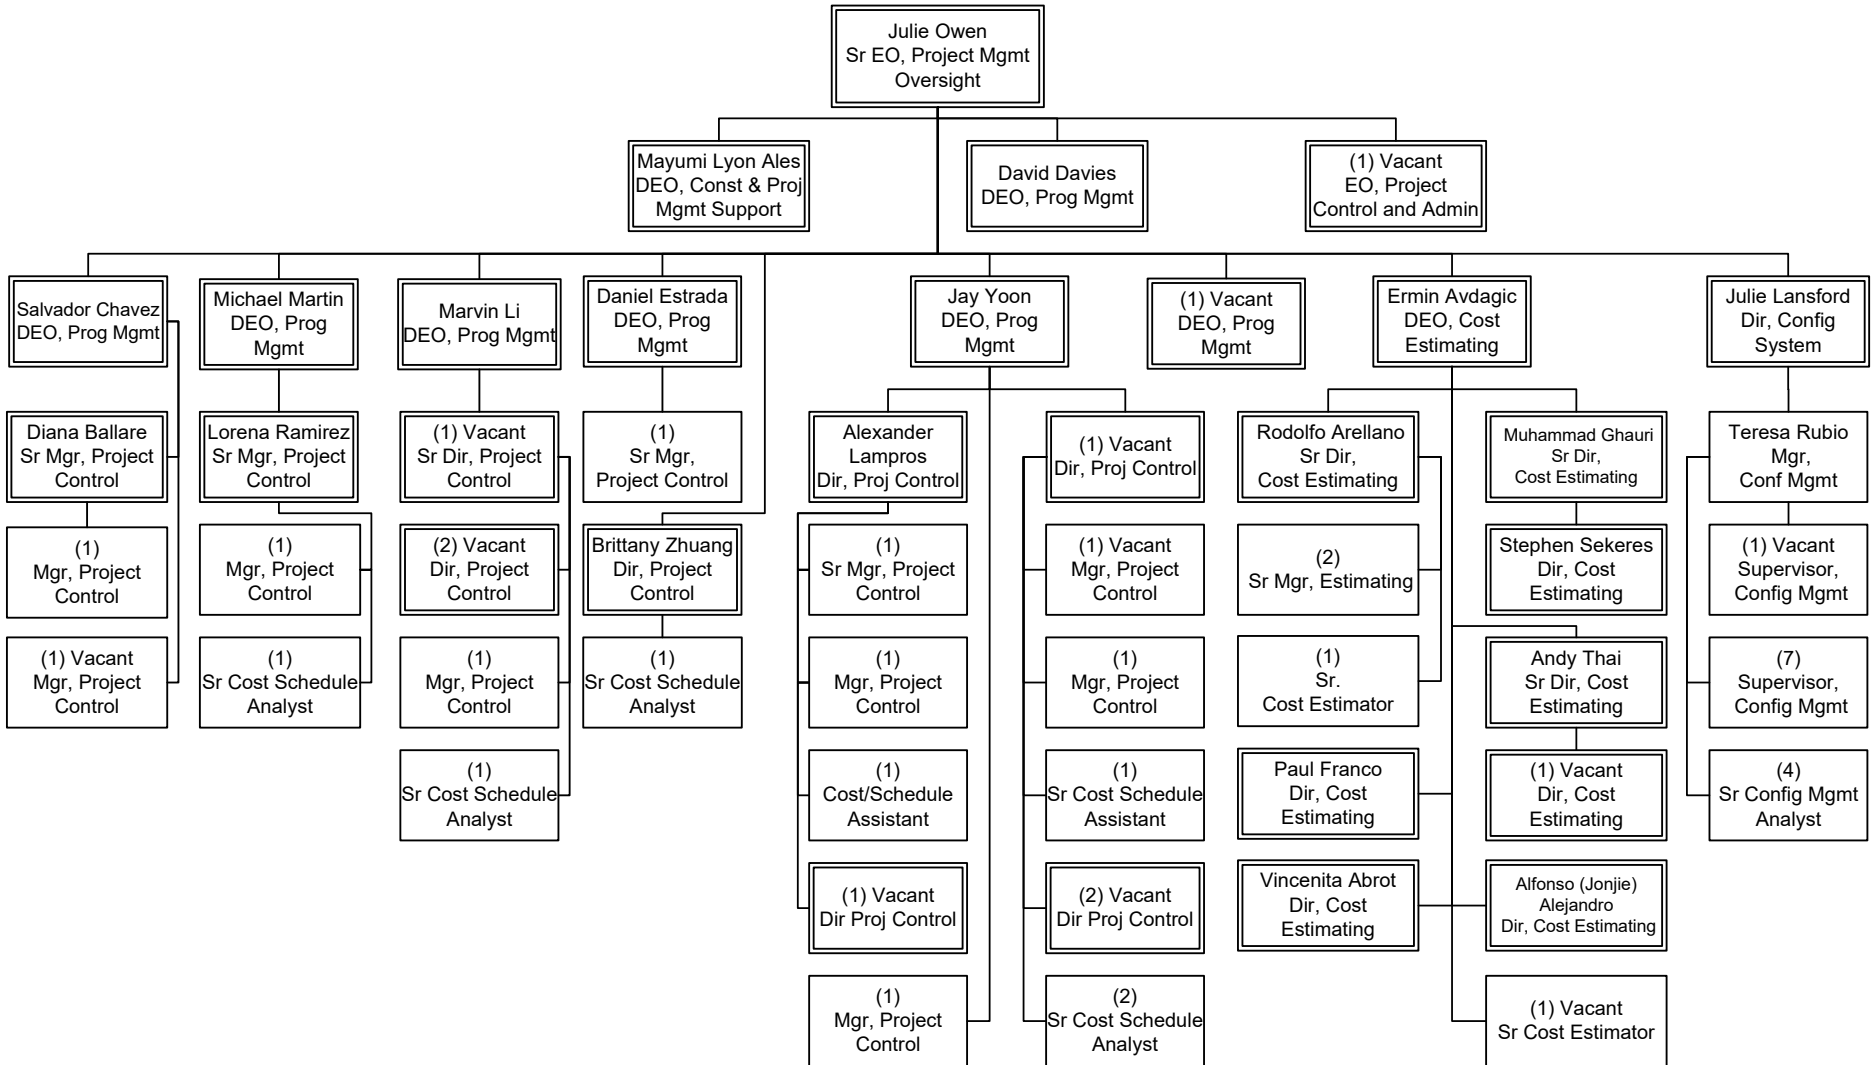 Julie Owen
Sr EO, Project Mgmt
Oversight
Mayumi Lyon Ales
DEO, Const & Proj
Mgmt Support
David Davies
DEO, Prog Mgmt
(1) Vacant
EO, Project
Control and Admin
Salvador Chavez
DEO, Prog Mgmt
Michael Martin
DEO, Prog
Mgmt
Marvin Li
DEO, Prog Mgmt
Daniel Estrada
DEO, Prog
Mgmt
Jay Yoon
DEO, Prog
Mgmt
(1) Vacant
DEO, Prog
Mgmt
Ermin Avdagic
DEO, Cost
Estimating
Julie Lansford
Dir, Config
System
Diana Ballare
Sr Mgr, Project
Control
Lorena Ramirez
Sr Mgr, Project
Control
(1) Vacant
Sr Dir, Project
Control
(1)
Sr Mgr,
Project Control
Alexander
Lampros
Dir, Proj Control
(1) Vacant
Dir, Proj Control
Rodolfo Arellano
Sr Dir,
Cost Estimating
Muhammad Ghauri
Sr Dir,
Cost Estimating
Teresa Rubio
Mgr,
Conf Mgmt
(1)
Mgr, Project
Control
(1)
Mgr, Project
Control
(2) Vacant
Dir, Project
Control
Brittany Zhuang
Dir, Project
Control
(1)
Sr Mgr, Project
Control
(1) Vacant
Mgr, Project
Control
(2)
Sr Mgr, Estimating
Stephen Sekeres
Dir, Cost
Estimating
(1) Vacant
Supervisor,
Config Mgmt
(1) Vacant
Mgr, Project
Control
(1)
Sr Cost Schedule
Analyst
(1)
Mgr, Project
Control
(1)
Sr Cost Schedule
Analyst
(1)
Mgr, Project
Control
(1)
Mgr, Project
Control
(1)
Sr.
Cost Estimator
Andy Thai
Sr Dir, Cost
Estimating
(7)
Supervisor,
Config Mgmt
(1)
Sr Cost Schedule
Analyst
(1)
Cost/Schedule
Assistant
(1)
Sr Cost Schedule
Assistant
Paul Franco
Dir, Cost
Estimating
(1) Vacant
Dir, Cost
Estimating
(4)
Sr Config Mgmt
Analyst
(1) Vacant
Dir Proj Control
(2) Vacant
Dir Proj Control
Vincenita Abrot
Dir, Cost
Estimating
Alfonso (Jonjie)
Alejandro
Dir, Cost Estimating
(1)
Mgr, Project
Control
(2)
Sr Cost Schedule
Analyst
(1) Vacant
Sr Cost Estimator